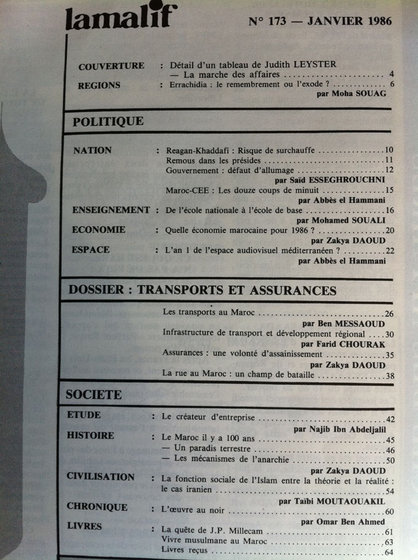 lamalif
N° 173 — JANVIER 1986
COUVERTURE : Détail d'un tableau de Judith LEYSTER
— La marche des affaires ........................ 4
REGIONS : Errachidia : le remembrement ou l'exode ? ............ 6
par Moha SOUAG
POLITIQUE
NATION : Reagan-Khaddafi : Risque de surchauffe ............10
Remous dans les présides ............11
Gouvernement : défaut d'allumage ............12
par Saïd ESSEGHROUCHNI
Maroc-CEE : Les douze coups de minuit ............15
par Abbès el Hammani
ENSEIGNEMENT : De l'école nationale à l'école de base ............16
par Mohamed SOUALI
ECONOMIE : Quelle économie marocaine pour 1986 ? ............20
par Zakya DAOUD
ESPACE : L'an 1 de l'espace audiovisuel méditerranéen ? ............22
par Abbès el Hammani
DOSSIER : TRANSPORTS ET ASSURANCES
Les transports au Maroc ............26
par Ben MESSAOUD
Infrastructure de transport et développement régional ....30
par Farid CHOURAK
Assurances : une volonté d'assainissement ............35
par Zakya DAOUD
La rue au Maroc : un champ de bataille ............38
SOCIETE
ETUDE : Le créateur d'entreprise ............42
par Najib Ibn Abdeljalil
HISTOIRE : Le Maroc il y a 100 ans ............45
— Un paradis terrestre ............46
— Les mécanismes de l'anarchie ............50
par Zakya DAOUD
CIVILISATION : La fonction sociale de l'Islam entre la théorie et la réalité :
le cas iranien ............54
par Taïbi MOUTAOUAKIL
CHRONIQUE : L'œuvre au noir ............60
par Omar Ben Ahmed
LIVRES : La quête de J.P. Millecam ............61
Vivre musulmane au Maroc ............63
Livres reçus ............64